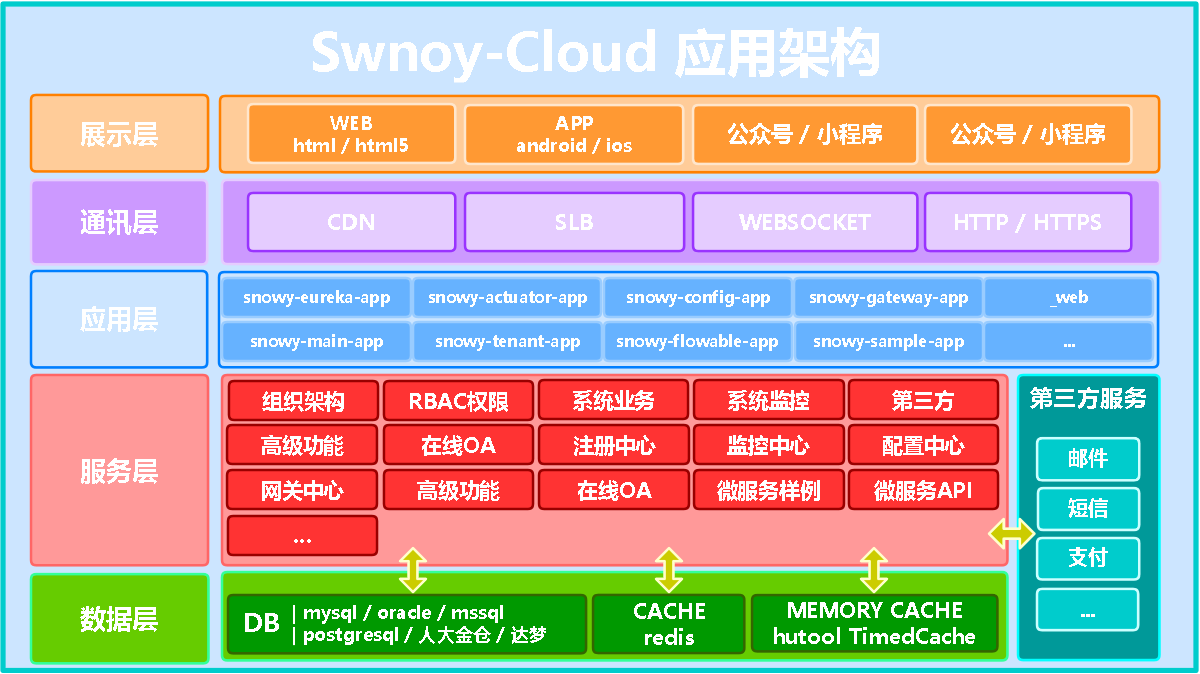 Swnoy-Cloud 应用架构
展示层
WEB
html / html5
APP
android / ios
公众号 / 小程序
公众号 / 小程序
通讯层
CDN
SLB
WEBSOCKET
HTTP / HTTPS
应用层
snowy-eureka-app
snowy-actuator-app
snowy-config-app
snowy-gateway-app
_web
snowy-main-app
snowy-tenant-app
snowy-flowable-app
snowy-sample-app
...
服务层
组织架构
RBAC权限
系统业务
系统监控
第三方
高级功能
在线OA
注册中心
监控中心
配置中心
网关中心
高级功能
在线OA
微服务样例
微服务API
...
第三方服务
邮件
短信
支付
...
数据层
DB
| mysql / oracle / mssql
| postgresql / 人大金仓 / 达梦
CACHE
redis
MEMORY CACHE
hutool TimedCache